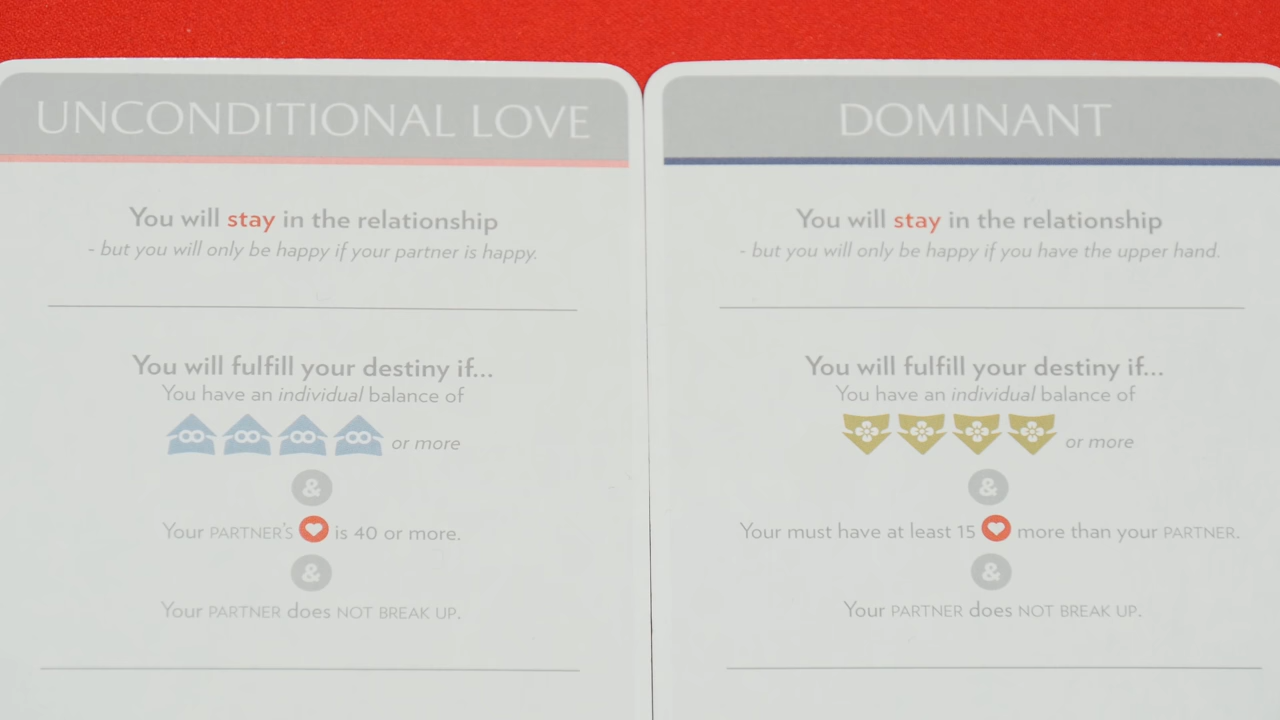 UNCONDITIONAL LOVE
You will stay in the relationship
- but you will only be happy if your partner is happy.
You will fulfill your destiny if...
You have an individual balance of
or more
&
Your PARTNER'S is 40 or more.
&
Your PARTNER does NOT BREAK UP.
DOMINANT
You will stay in the relationship
- but you will only be happy if you have the upper hand.
You will fulfill your destiny if...
You have an individual balance of
or more
&
Your must have at least 15 more than your PARTNER.
&
Your PARTNER does NOT BREAK UP.